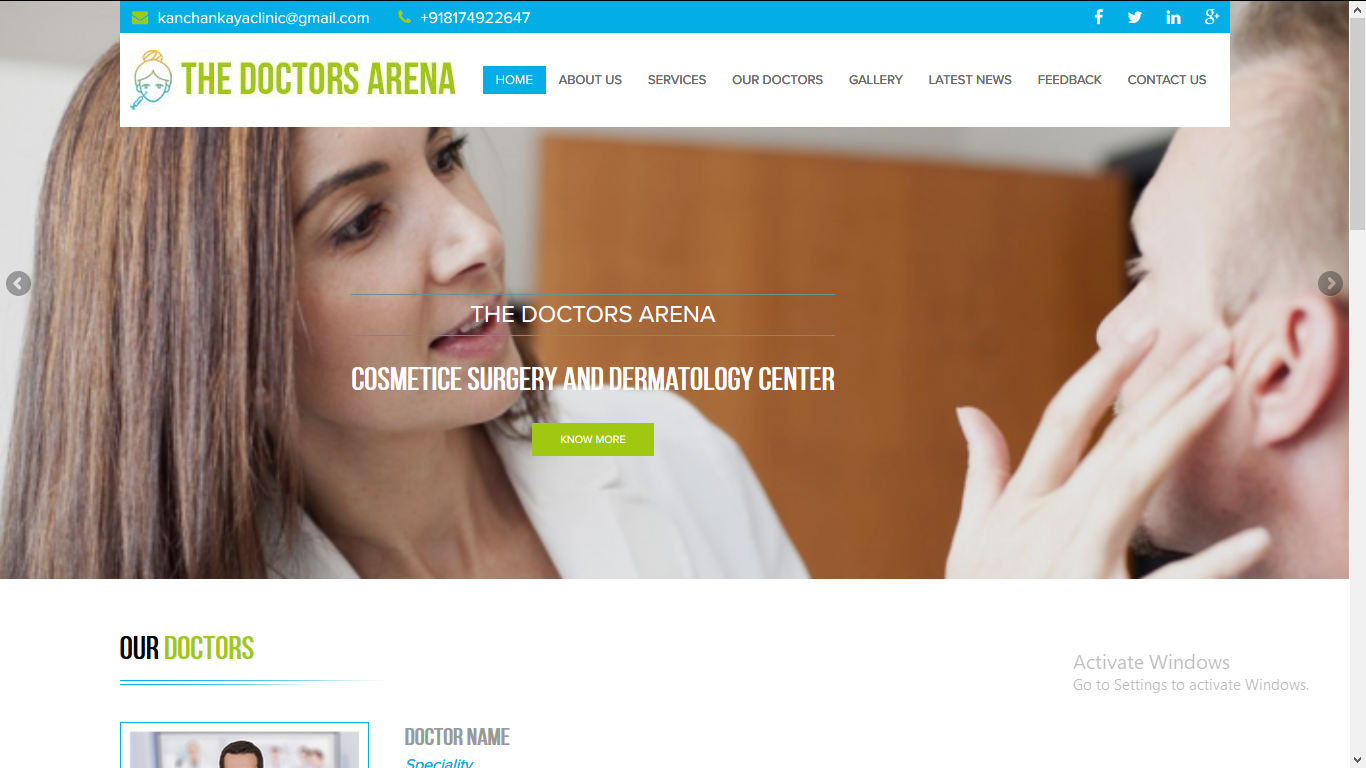 kanchankayaclinic@gmail.com +918174922647
THE DOCTORS ARENA
HOME ABOUT US SERVICES OUR DOCTORS GALLERY LATEST NEWS FEEDBACK CONTACT US
THE DOCTORS ARENA
COSMETICE SURGERY AND DERMATOLOGY CENTER
KNOW MORE
OUR DOCTORS
Activate Windows
Go to Settings to activate Windows.
DOCTOR NAME
Speciality